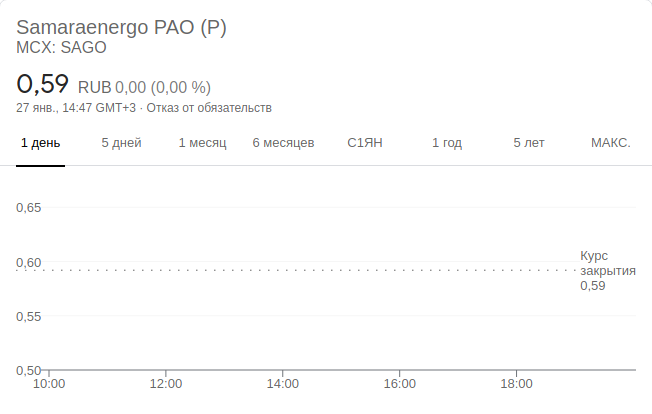 Samaraenergo PAO (P)
MCX: SAGO
0,59 RUB 0,00 (0,00 %)
27 янв., 14:47 GMT+3 · Отказ от обязательств
1 день 5 дней 1 месяц 6 месяцев С1ЯН 1 год 5 лет МАКС.
0,65
0,60
Курс
закрытия
0,59
0,55
0,50
10:00 12:00 14:00 16:00 18:00